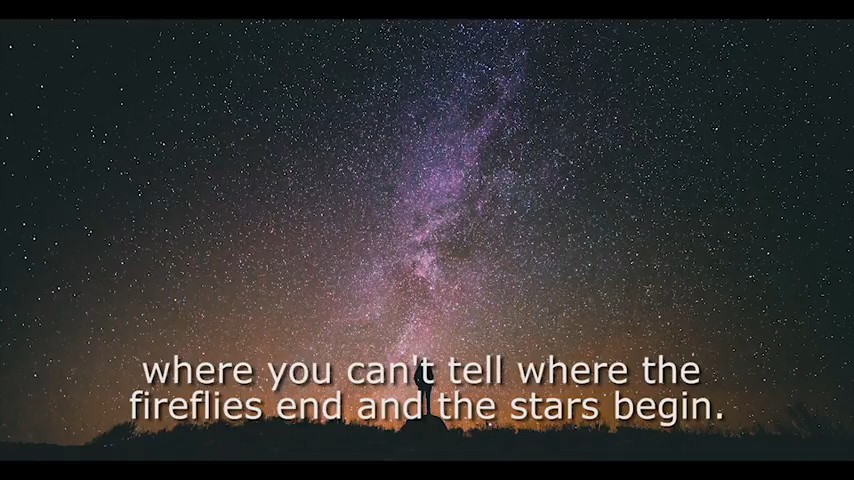 where you can't tell where the
fireflies end and the stars begin.